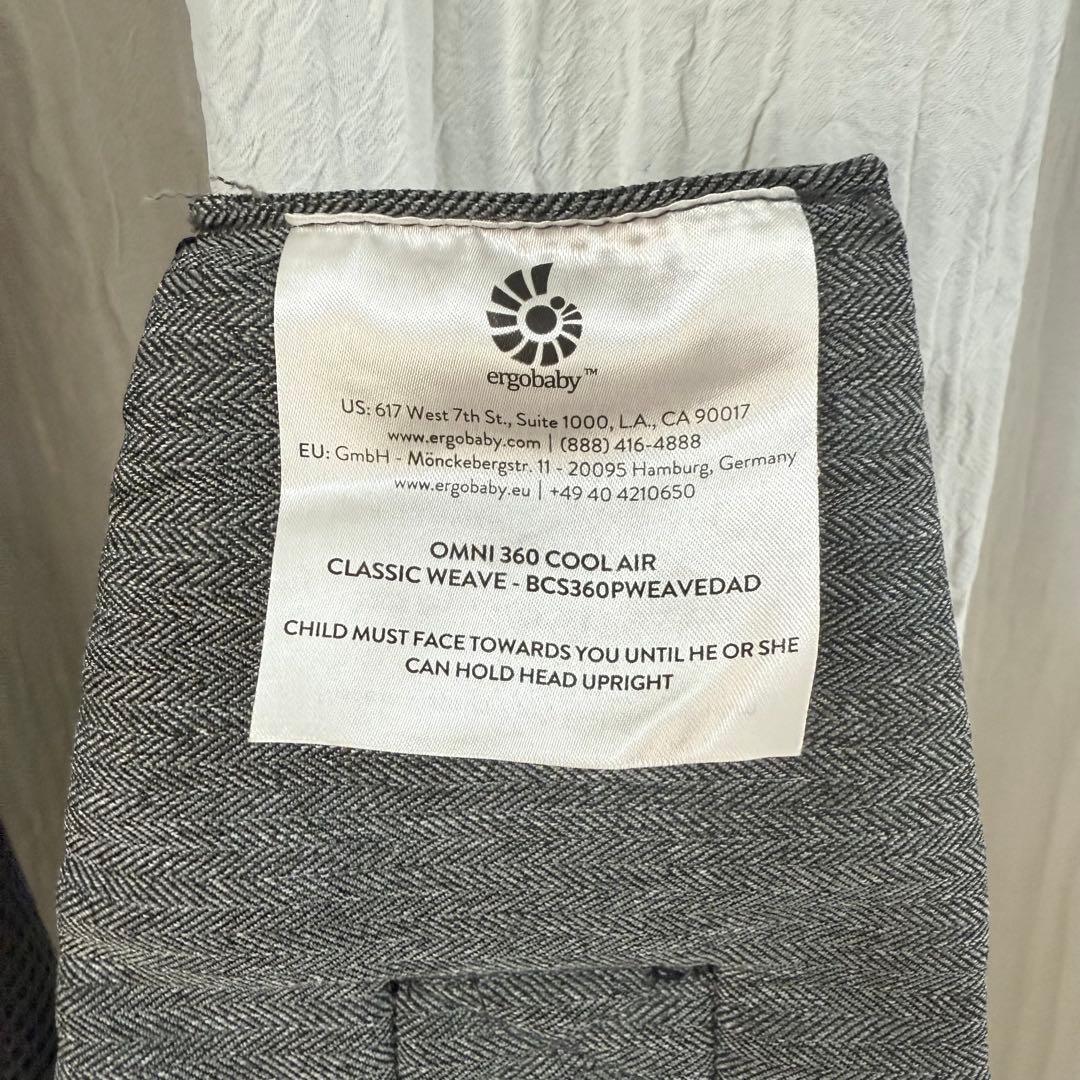 ergobaby™
US: 617 West 7th St., Suite 1000, L.A., CA 90017
www.ergobaby.com | (888) 416-4888
EU: GmbH - Mönckebergstr. 11 - 20095 Hamburg, Germany
www.ergobaby.eu | +49 40 4210650
OMNI 360 COOL AIR
CLASSIC WEAVE - BCS360PWEAVEDAD
CHILD MUST FACE TOWARDS YOU UNTIL HE OR SHE
CAN HOLD HEAD UPRIGHT